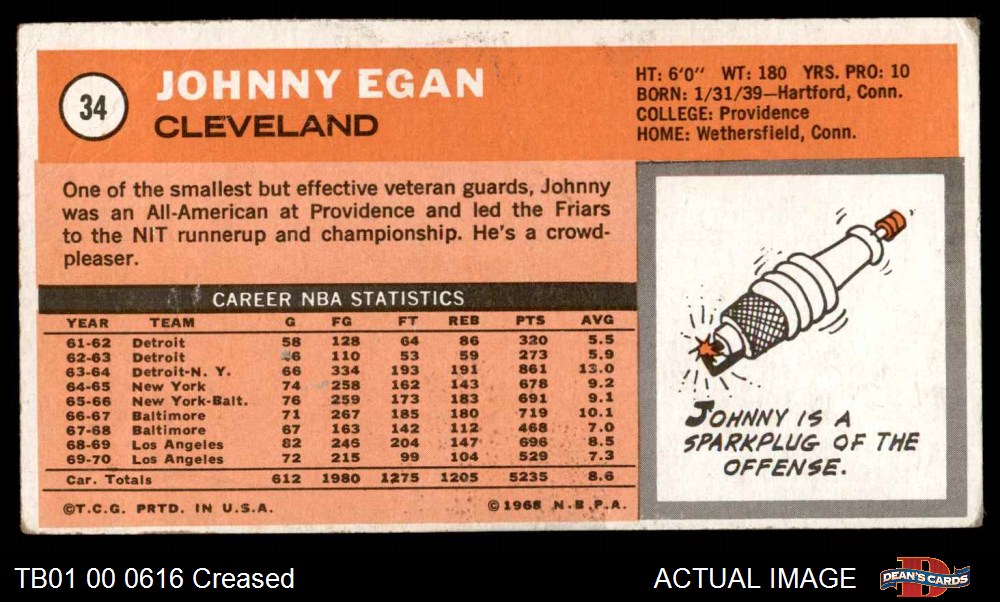 34
JOHNNY EGAN
CLEVELAND
HT: 6'0" WT: 180 YRS. PRO: 10
BORN: 1/31/39—Hartford, Conn.
COLLEGE: Providence
HOME: Wethersfield, Conn.
One of the smallest but effective veteran guards, Johnny
was an All-American at Providence and led the Friars
to the NIT runnerup and championship. He's a crowd-
pleaser.
CAREER NBA STATISTICS
YEAR TEAM G FG FT REB PTS AVG
61-62 Detroit 58 128 64 86 320 5.5
62-63 Detroit 110 53 59 273 5.9
63-64 Detroit-N. Y. 66 334 193 191 861 13.0
64-65 New York 74 258 162 143 678 9.2
65-66 New York-Balt. 76 259 173 183 691 9.1
66-67 Baltimore 71 267 185 180 719 10.1
67-68 Baltimore 67 163 142 112 468 7.0
68-69 Los Angeles 82 246 204 147 696 8.5
69-70 Los Angeles 72 215 99 104 529 7.3
Car. Totals 612 1980 1275 1205 5235 8.6
©T.C.G. PRTD. IN U.S.A. ©1968 N.B.P.A.
JOHNNY IS A
SPARKPLUG OF THE
OFFENSE.
TB01 00 0616 Creased
ACTUAL IMAGE
D
DEAN'S CARDS